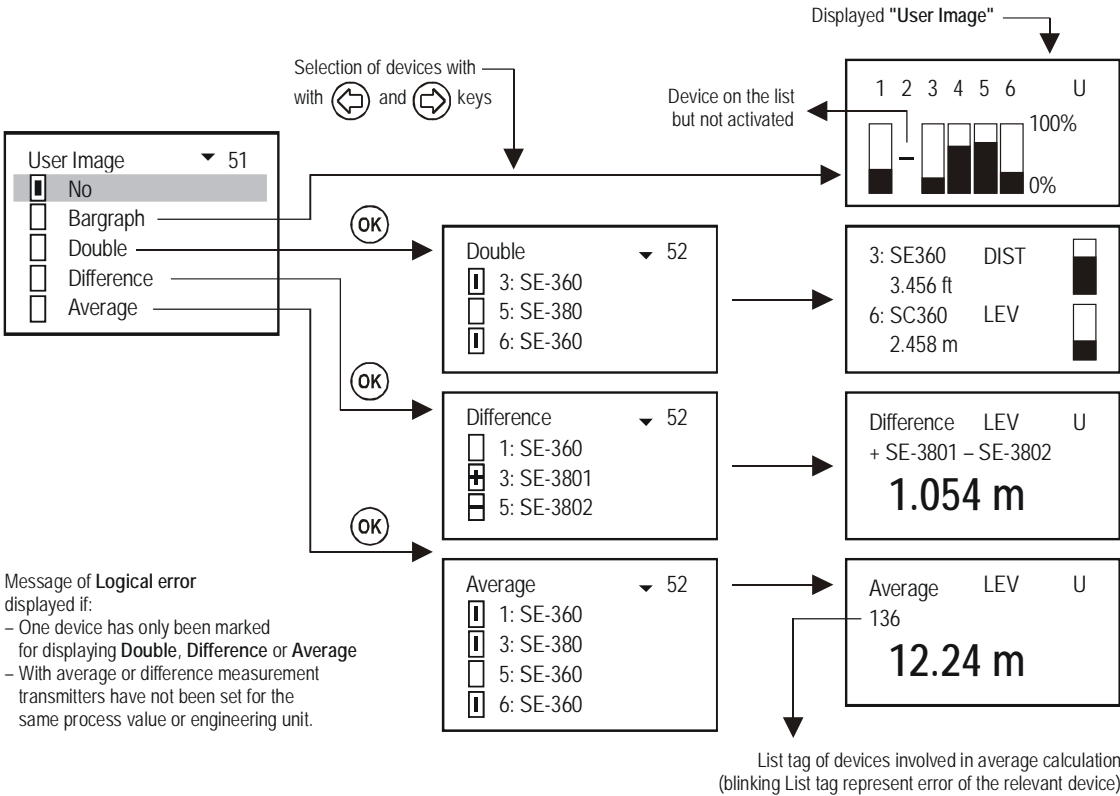 Displayed "User Image"
Selection of devices with
with and keys
Device on the list
but not activated
1 2 3 4 5 6 U
100%
0%
User Image 51
No
Bargraph
Double
Difference
Average
OK
Double 52
3: SE-360
5: SE-380
6: SE-360
3: SE360 DIST
3.456 ft
6: SC360 LEV
2.458 m
OK
Difference 52
1: SE-360
3: SE-3801
5: SE-3802
Difference LEV U
+ SE-3801 – SE-3802
1.054 m
OK
Average 52
1: SE-360
3: SE-380
5: SE-360
6: SE-360
Average LEV U
136
12.24 m
Message of Logical error
displayed if:
– One device has only been marked
for displaying Double, Difference or Average
– With average or difference measurement
transmitters have not been set for the
same process value or engineering unit.
List tag of devices involved in average calculation
(blinking List tag represent error of the relevant device)